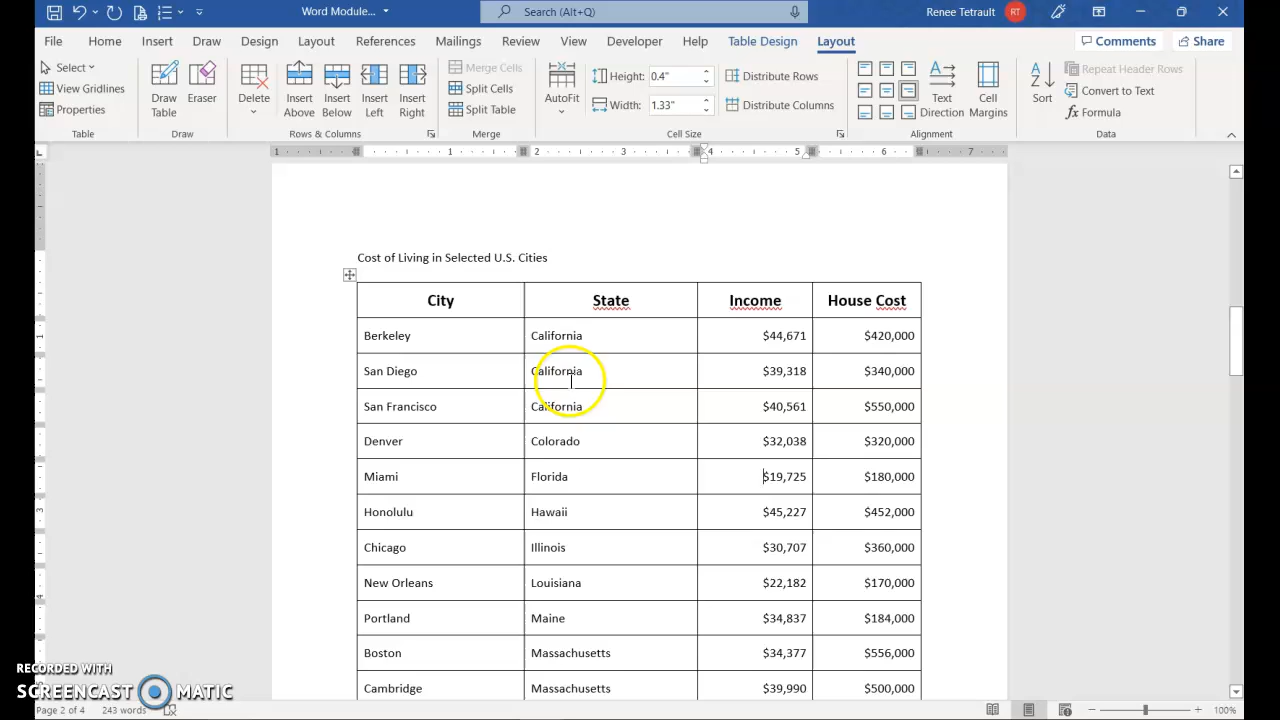 Word Module...
Search (Alt+Q)
Renee Tetrault RT
File Home Insert Draw Design Layout References Mailings Review View Developer Help Table Design Layout Comments Share
Select
View Gridlines
Properties
Table
Draw Table
Eraser
Draw
Delete
Insert Above
Insert Below
Insert Left
Insert Right
Rows & Columns
Merge Cells
Split Cells
Split Table
Merge
AutoFit
Height: 0.4"
Width: 1.33"
Distribute Rows
Distribute Columns
Cell Size
Text Direction
Cell Margins
Alignment
Sort
Repeat Header Rows
Convert to Text
Formula
Data
1 1 2 3 4 5 6 7
Cost of Living in Selected U.S. Cities
City State Income House Cost
Berkeley California $44,671 $420,000
San Diego California $39,318 $340,000
San Francisco California $40,561 $550,000
Denver Colorado $32,038 $320,000
Miami Florida $19,725 $180,000
Honolulu Hawaii $45,227 $452,000
Chicago Illinois $30,707 $360,000
New Orleans Louisiana $22,182 $170,000
Portland Maine $34,837 $184,000
Boston Massachusetts $34,377 $556,000
Cambridge Massachusetts $39,990 $500,000
RECORDED WITH
SCREENCAST MATIC
Page 2 of 4 243 words 100%